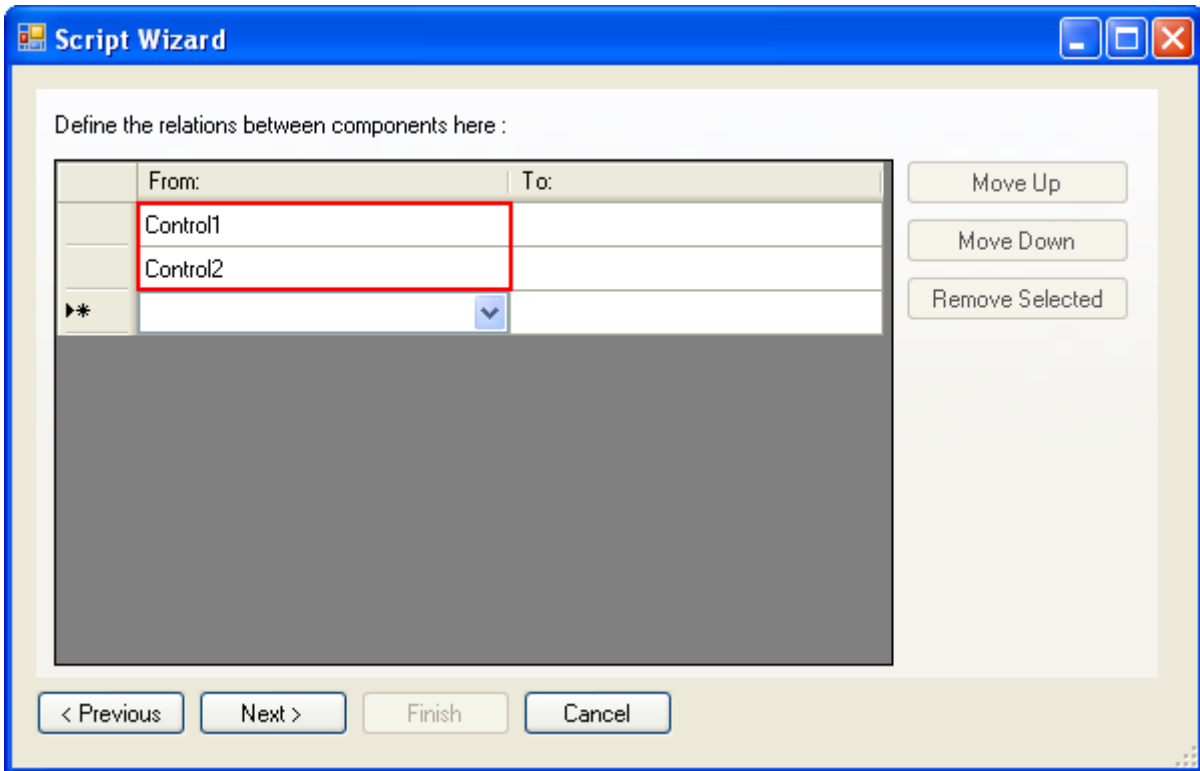 Script Wizard
Define the relations between components here :
From: To:
Control1
Control2
Move Up
Move Down
Remove Selected
< Previous Next > Finish Cancel